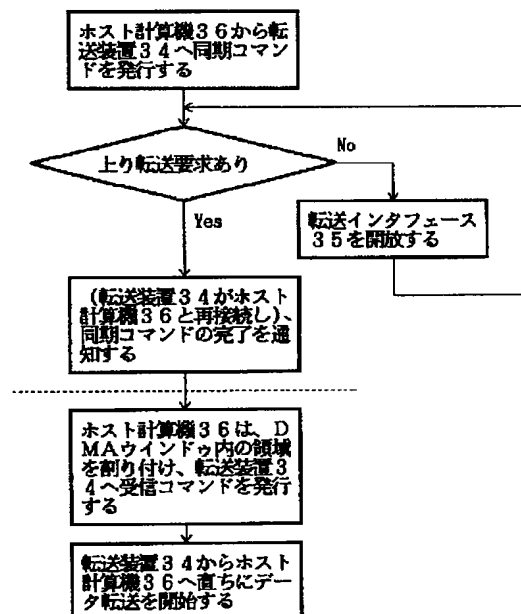 ホスト計算機３６から転
送装置３４へ同期コマン
ドを発行する
上り転送要求あり
No
Yes
転送インタフェース
３５を開放する
（転送装置３４がホスト
計算機３６と再接続し）、
同期コマンドの完了を通
知する
ホスト計算機３６は、Ｄ
ＭＡウインドゥ内の領域
を割り付け、転送装置３
４へ受信コマンドを発行
する
転送装置３４からホスト
計算機３６へ直ちにデー
タ転送を開始する